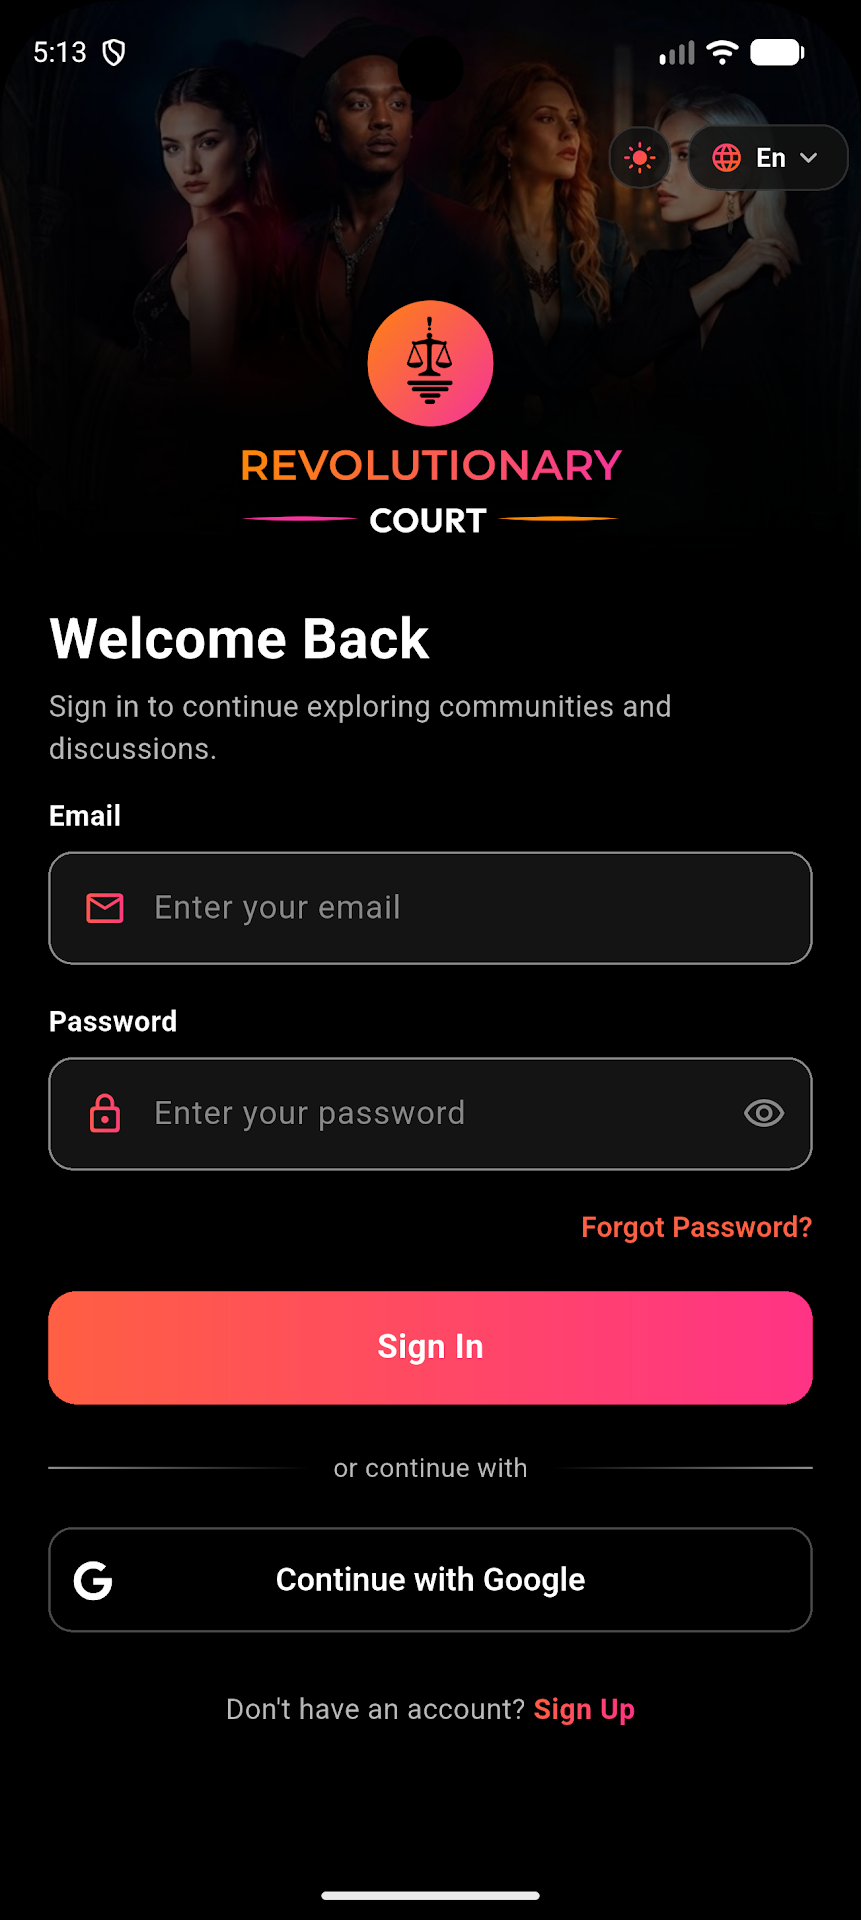 5:13
En
REVOLUTIONARY
COURT
Welcome Back
Sign in to continue exploring communities and
discussions.
Email
Enter your email
Password
Enter your password
Forgot Password?
Sign In
or continue with
G
Continue with Google
Don't have an account? Sign Up